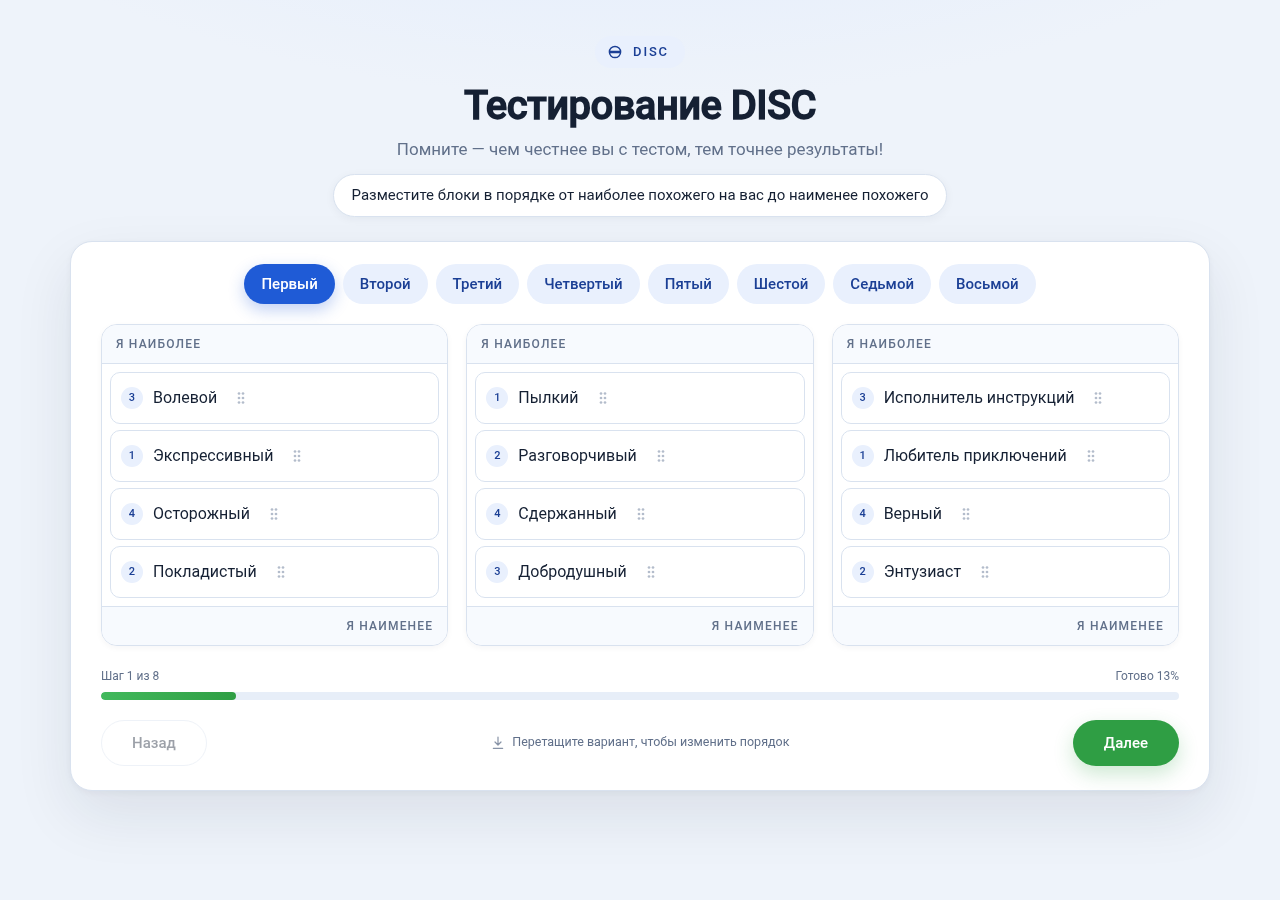 DISC
Тестирование DISC
Помните — чем честнее вы с тестом, тем точнее результаты!
Разместите блоки в порядке от наиболее похожего на вас до наименее похожего
Первый Второй Третий Четвертый Пятый Шестой Седьмой Восьмой
Я НАИБОЛЕЕ
3 Волевой
1 Экспрессивный
4 Осторожный
2 Покладистый
Я НАИМЕНЕЕ
Я НАИБОЛЕЕ
1 Пылкий
2 Разговорчивый
4 Сдержанный
3 Добродушный
Я НАИМЕНЕЕ
Я НАИБОЛЕЕ
3 Исполнитель инструкций
1 Любитель приключений
4 Верный
2 Энтузиаст
Я НАИМЕНЕЕ
Шаг 1 из 8 Готово 13%
Назад Перетащите вариант, чтобы изменить порядок Далее